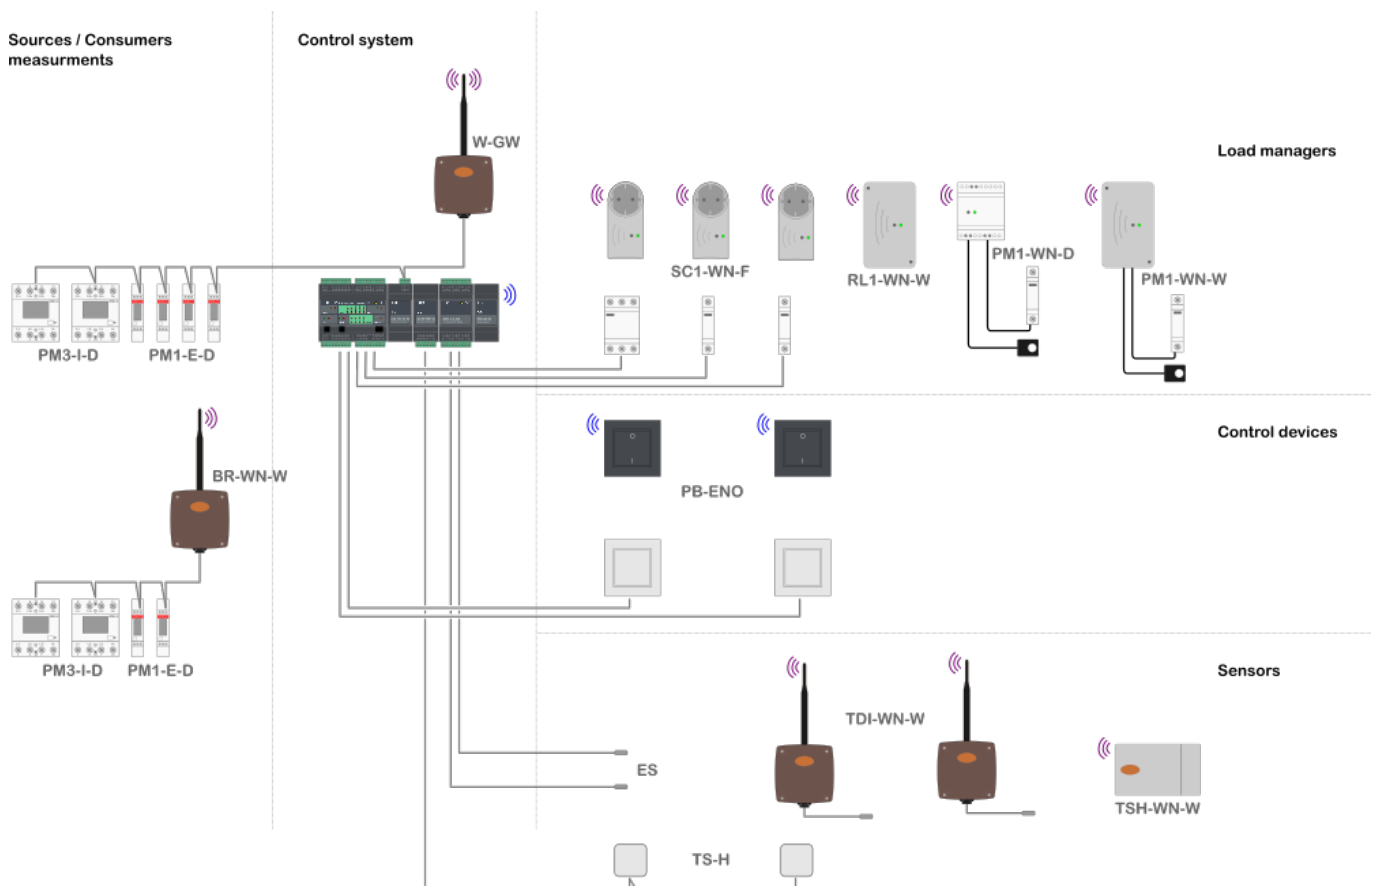 Sources / Consumers
measurments
Control system
W-GW
Load managers
SC1-WN-F
RL1-WN-W
PM1-WN-D
PM1-WN-W
PM3-I-D
PM1-E-D
Control devices
BR-WN-W
PB-ENO
PM3-I-D
PM1-E-D
Sensors
TDI-WN-W
ES
TSH-WN-W
TS-H